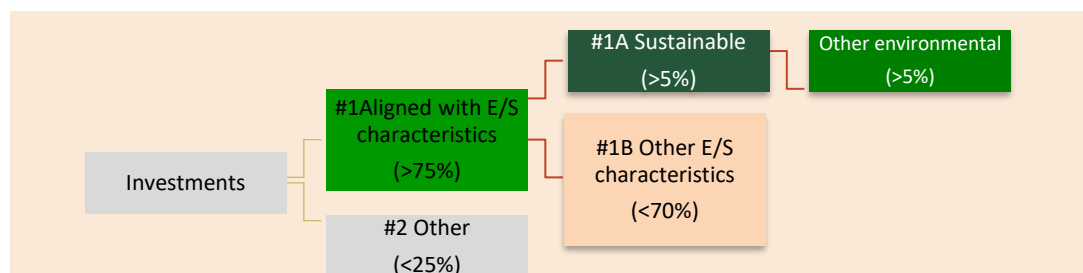 Investments
#1Aligned with E/S
characteristics
(>75%)
#2 Other
(<25%)
#1A Sustainable
(>5%)
#1B Other E/S
characteristics
(<70%)
Other environmental
(>5%)